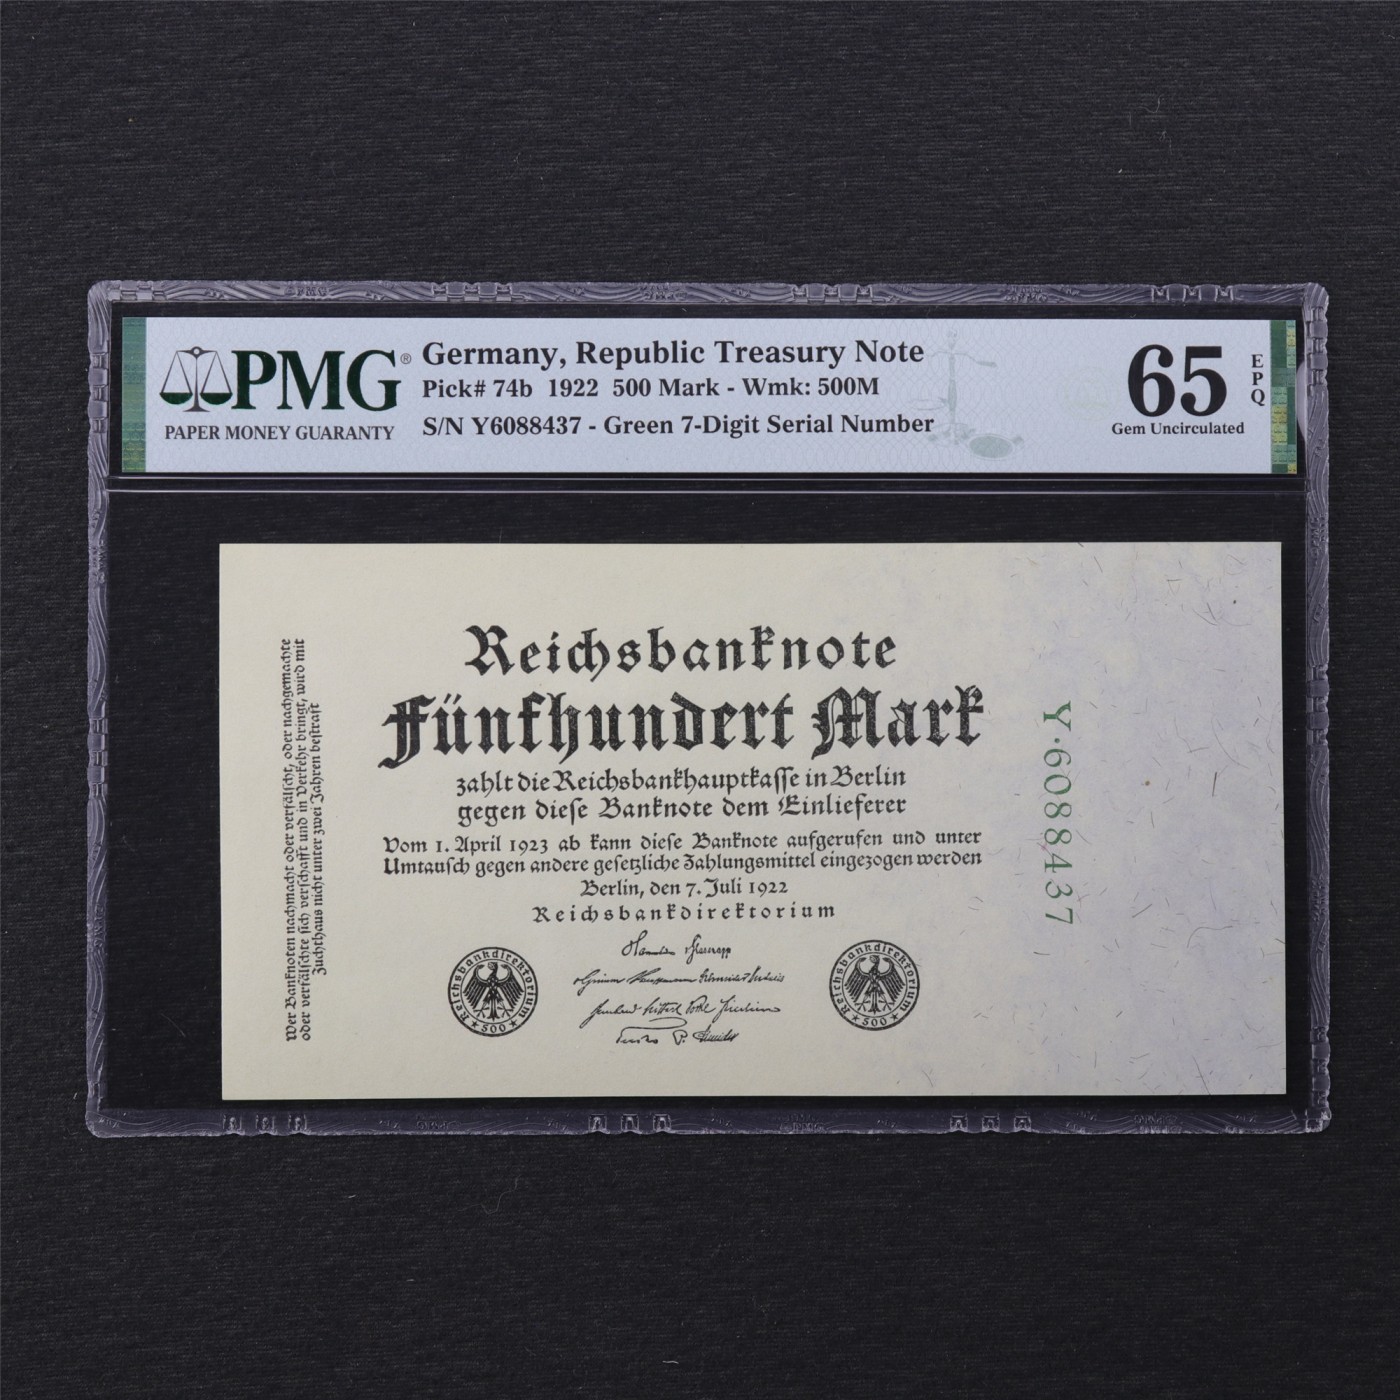 PMG®
PAPER MONEY GUARANTY
Germany, Republic Treasury Note
Pick# 74b 1922 500 Mark - Wmk: 500M
S/N Y6088437 - Green 7-Digit Serial Number
65
EPQ
Gem Uncirculated
Reichsbanknote
Fünfhundert Mark
zahlt die Reichsbankhauptkasse in Berlin
gegen diese Banknote dem Einlieferer
Vom 1. April 1923 ab kann diese Banknote aufgerufen und unter
Umtausch gegen andere gesetzliche Zahlungsmittel eingezogen werden
Berlin, den 7. Juli 1922
Reichsbankdirektorium
Reichsbankdirektorium
★ 500 ★
Reichsbankdirektorium
★ 500 ★
Wer Banknoten nachmacht oder verfälscht, oder nachgemachte
oder verfälschte sich verschafft und in Verkehr bringt, wird mit
Zuchthaus nicht unter zwei Jahren bestraft
Y·6088437